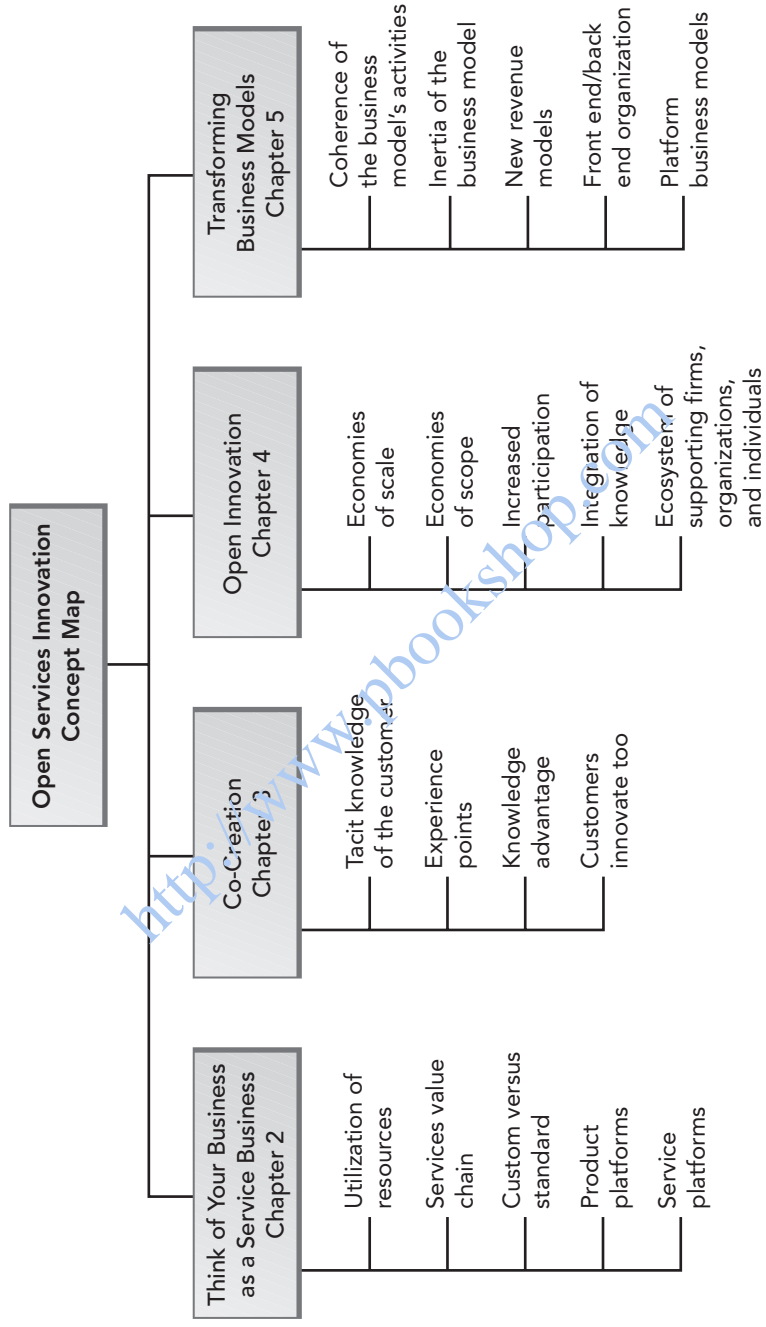 Open Services Innovation
Concept Map
Think of Your Business
as a Service Business
Chapter 2
Utilization of
resources
Services value
chain
Custom versus
standard
Product
platforms
Service
platforms
Co-Creation
Chapter 3
Tacit knowledge
of the customer
Experience
points
Knowledge
advantage
Customers
innovate too
Open Innovation
Chapter 4
Economies
of scale
Economies
of scope
Increased
participation
Integration of
knowledge
Ecosystem of
supporting firms,
organizations,
and individuals
Transforming
Business Models
Chapter 5
Coherence of
the business
model's activities
Inertia of the
business model
New revenue
models
Front end/back
end organization
Platform
business models
http://www.pbookshop.com